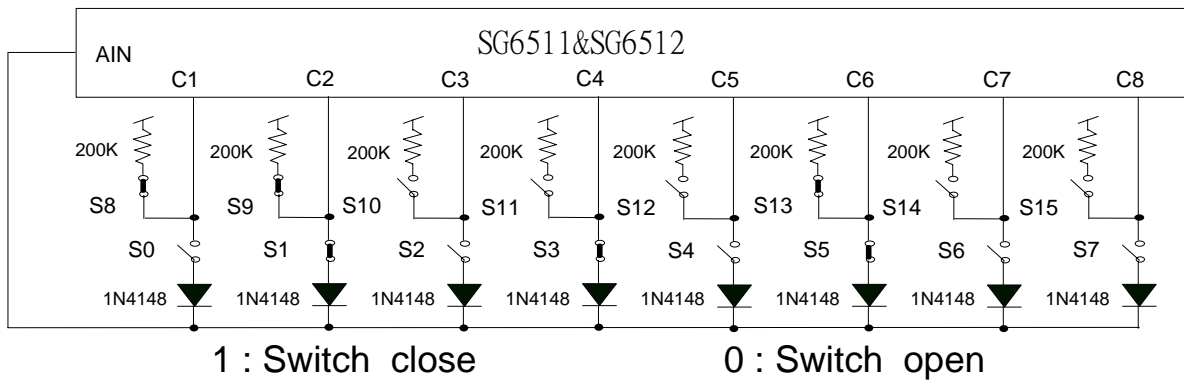 SG6511&SG6512
AIN
C1 C2 C3 C4 C5 C6 C7 C8
200K 200K 200K 200K 200K 200K 200K 200K
S8 S9 S10 S11 S12 S13 S14 S15
S0 S1 S2 S3 S4 S5 S6 S7
1N4148 1N4148 1N4148 1N4148 1N4148 1N4148 1N4148 1N4148
1 : Switch close 0 : Switch open